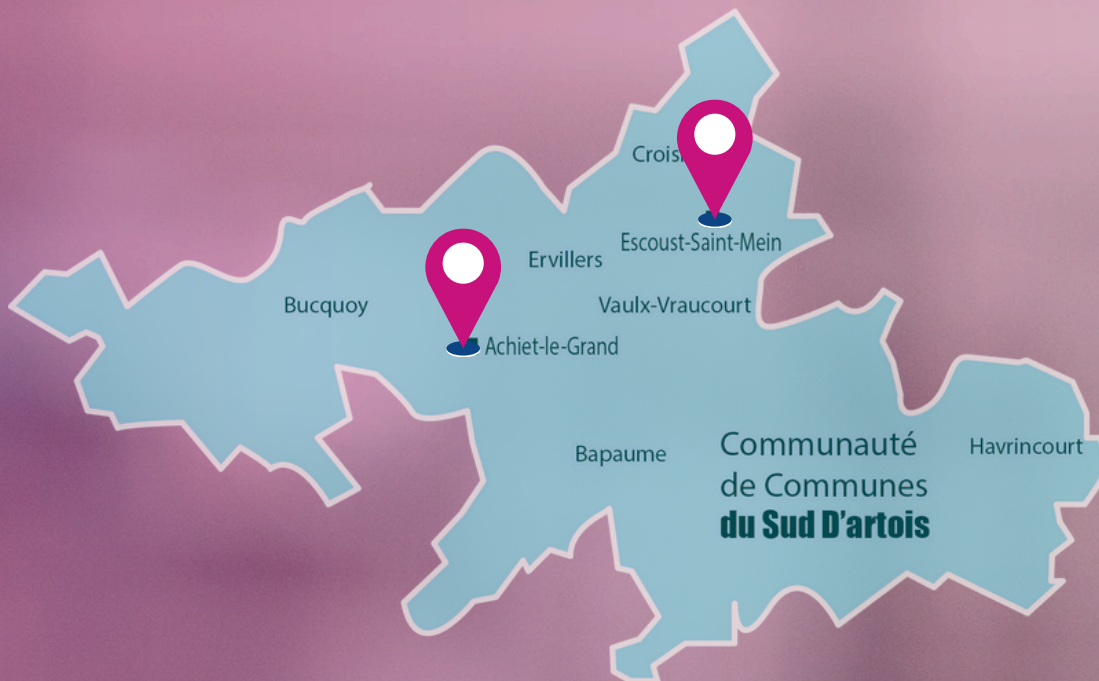 Escoust-Saint-Mein
Ervillers
Bucquoy
Vaulx-Vraucourt
Achiet-le-Grand
Bapaume
Communauté
de Communes
du Sud D'artois
Havrincourt